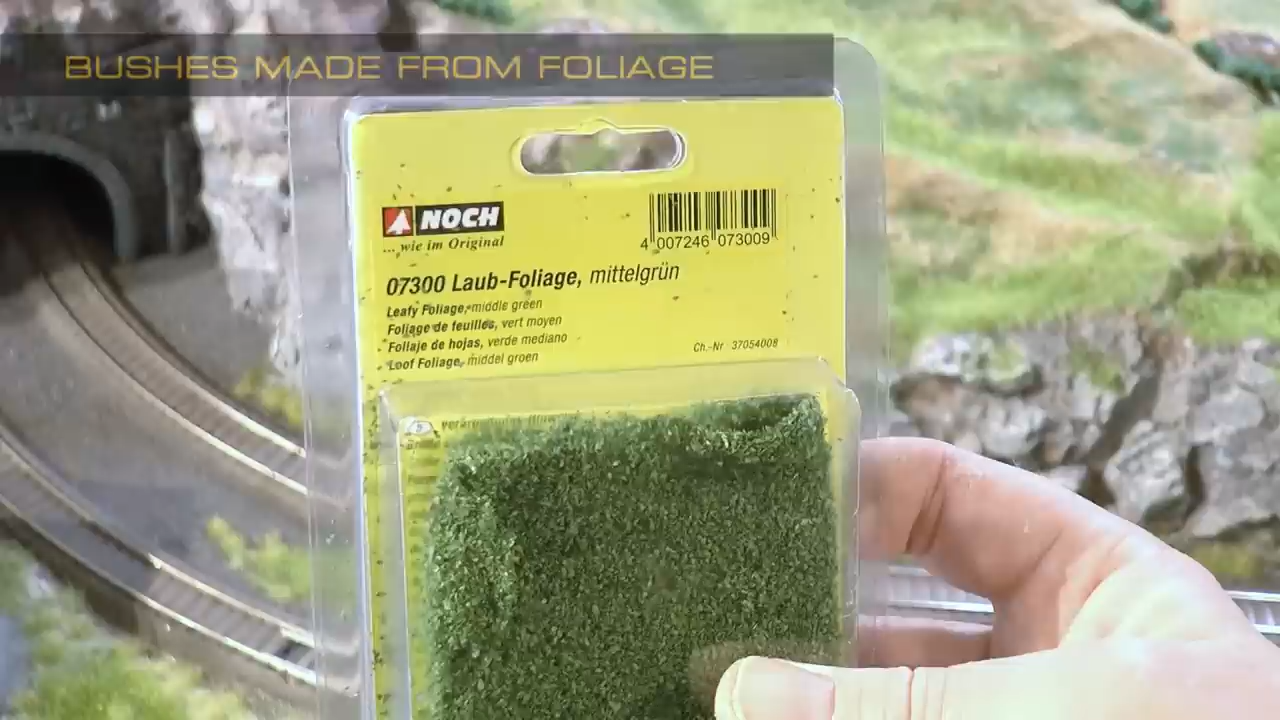 BUSHES MADE FROM FOLIAGE
NOCH
...wie im Original
4 007246 073009
07300 Laub-Foliage, mittelgrün
Leafy Foliage, middle green
Foliage de feuilles, vert moyen
Follaje de hojas, verde mediano
Loof Foliage, middel groen
Ch.-Nr 37054008